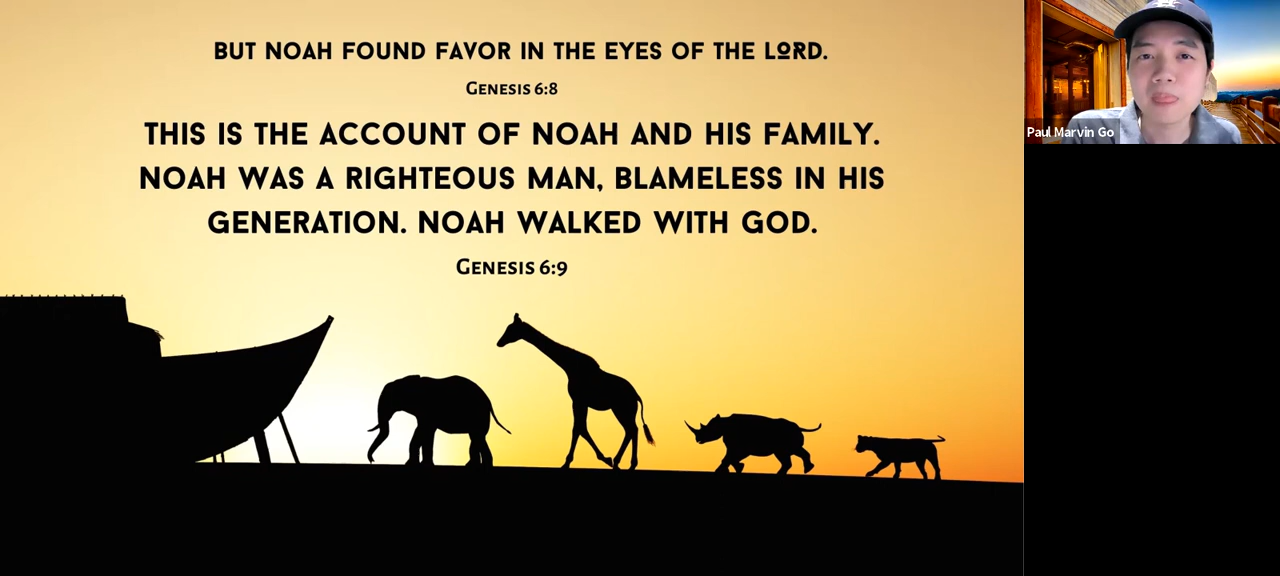 BUT NOAH FOUND FAVOR IN THE EYES OF THE LORD.
GENESIS 6:8
THIS IS THE ACCOUNT OF NOAH AND HIS FAMILY.
NOAH WAS A RIGHTEOUS MAN, BLAMELESS IN HIS
GENERATION. NOAH WALKED WITH GOD.
GENESIS 6:9
Paul Marvin Go